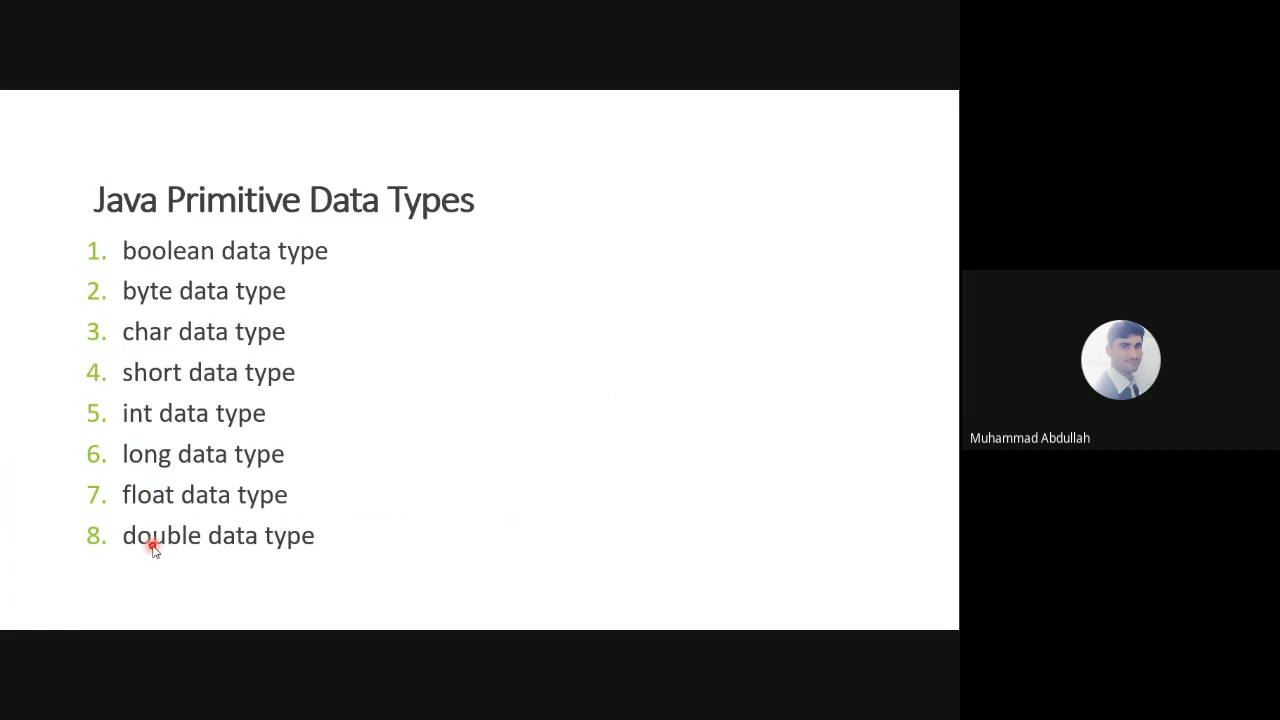 Java Primitive Data Types
1. boolean data type
2. byte data type
3. char data type
4. short data type
5. int data type
6. long data type
7. float data type
8. double data type
Muhammad Abdullah